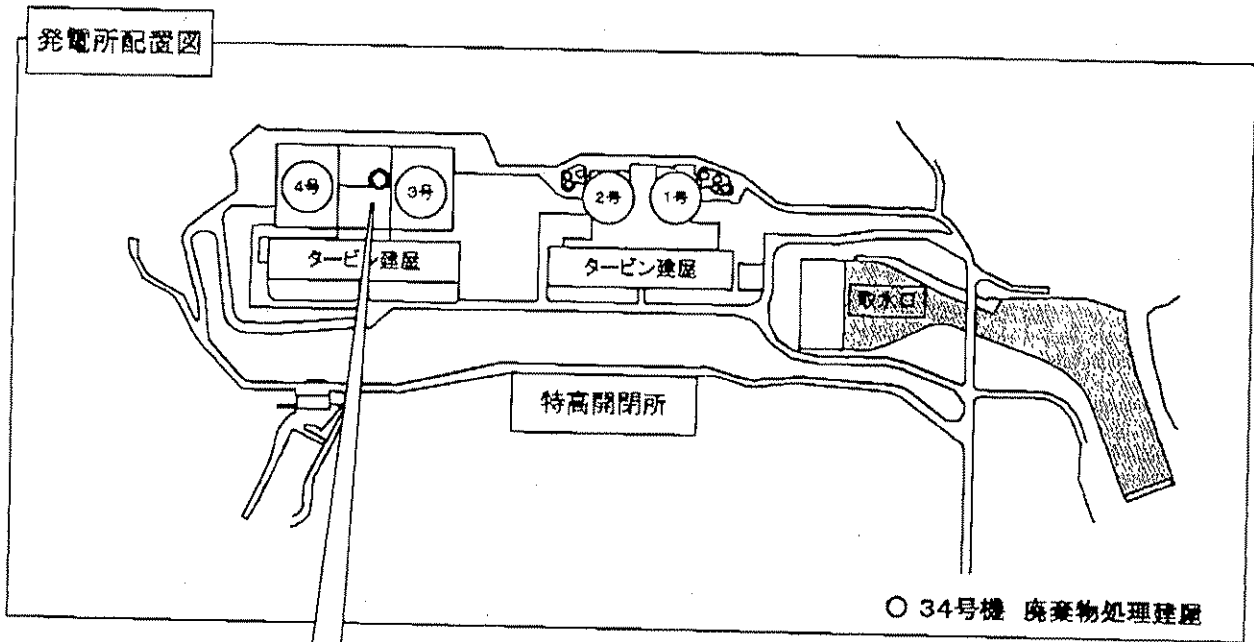 発電所配置図
4号
3号
2号
1号
タービン建屋
タービン建屋
取水口
特高開閉所
○ 34号機 廃棄物処理建屋